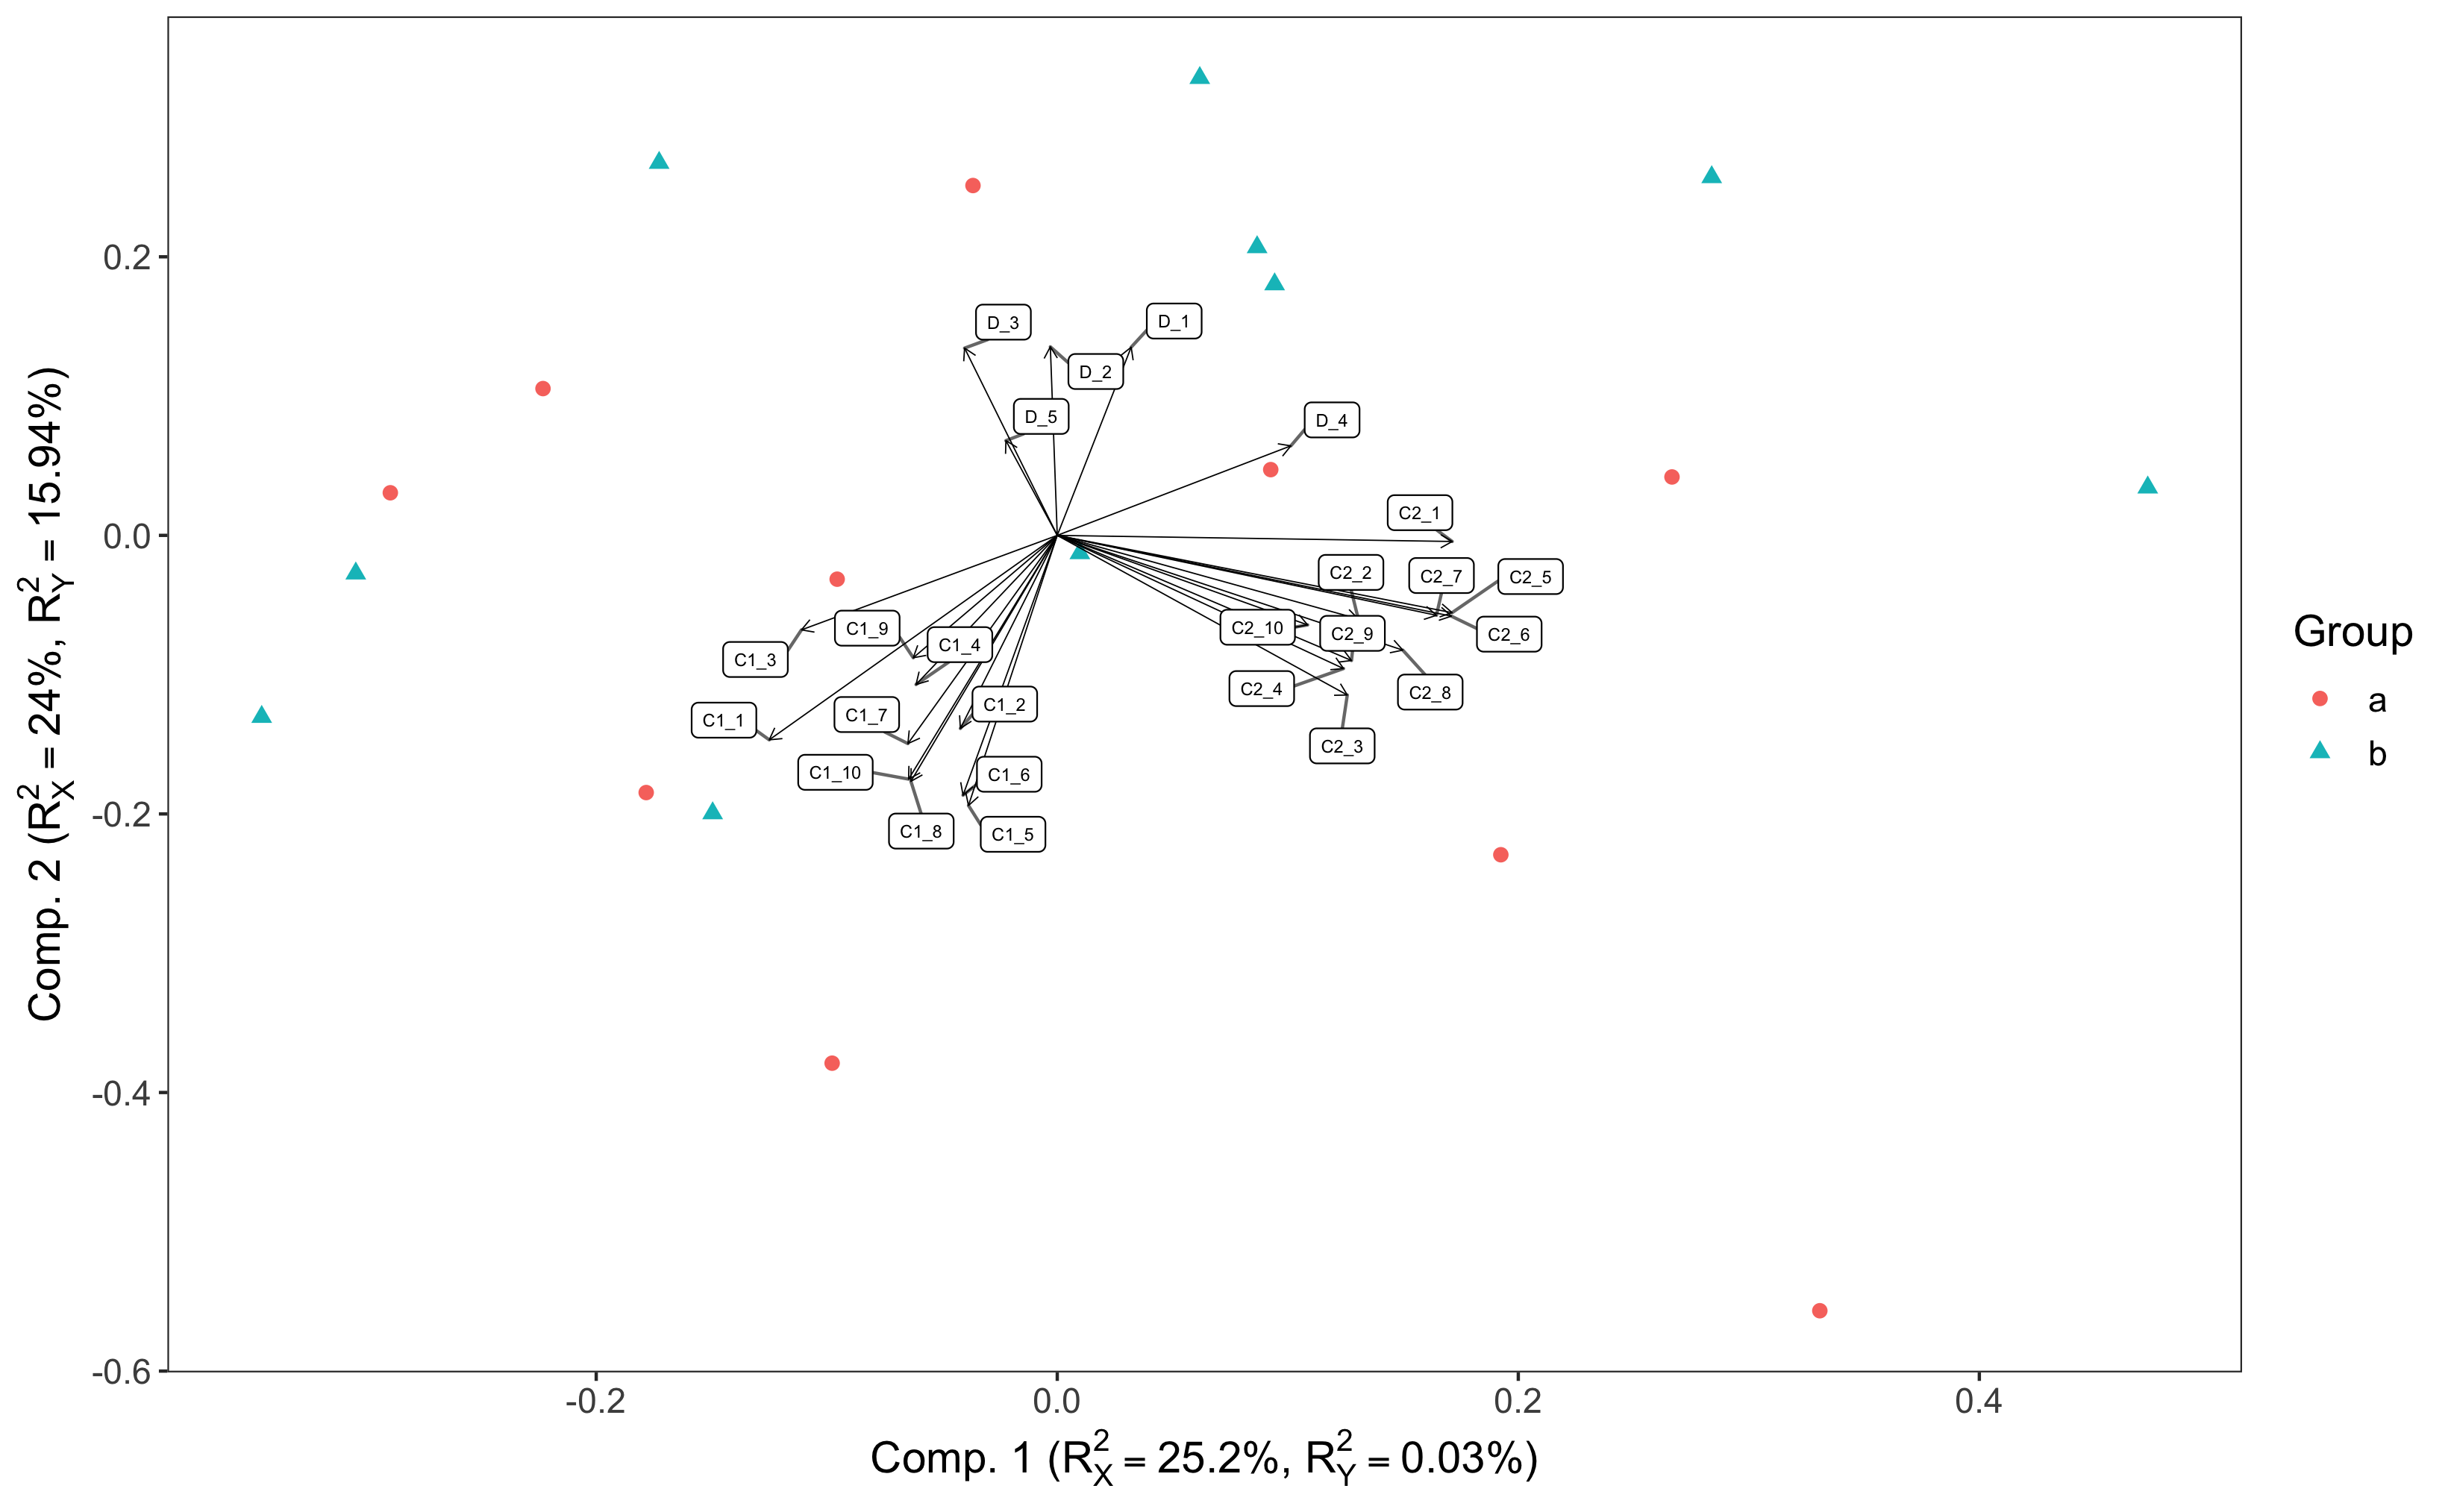 D_3
D_1
D_2
D_5
D_4
C2_1
C2_2
C2_7
C2_5
C2_10
C2_9
C2_6
C2_4
C2_8
C2_3
C1_9
C1_4
C1_3
C1_2
C1_7
C1_1
C1_10
C1_6
C1_8
C1_5
0.2
0.0
-0.2
-0.4
-0.6
-0.2 0.0 0.2 0.4
Comp. 1 (R²X = 25.2%, R²Y = 0.03%)
Comp. 2 (R²X = 24%, R²Y = 15.94%)
Group
a
b